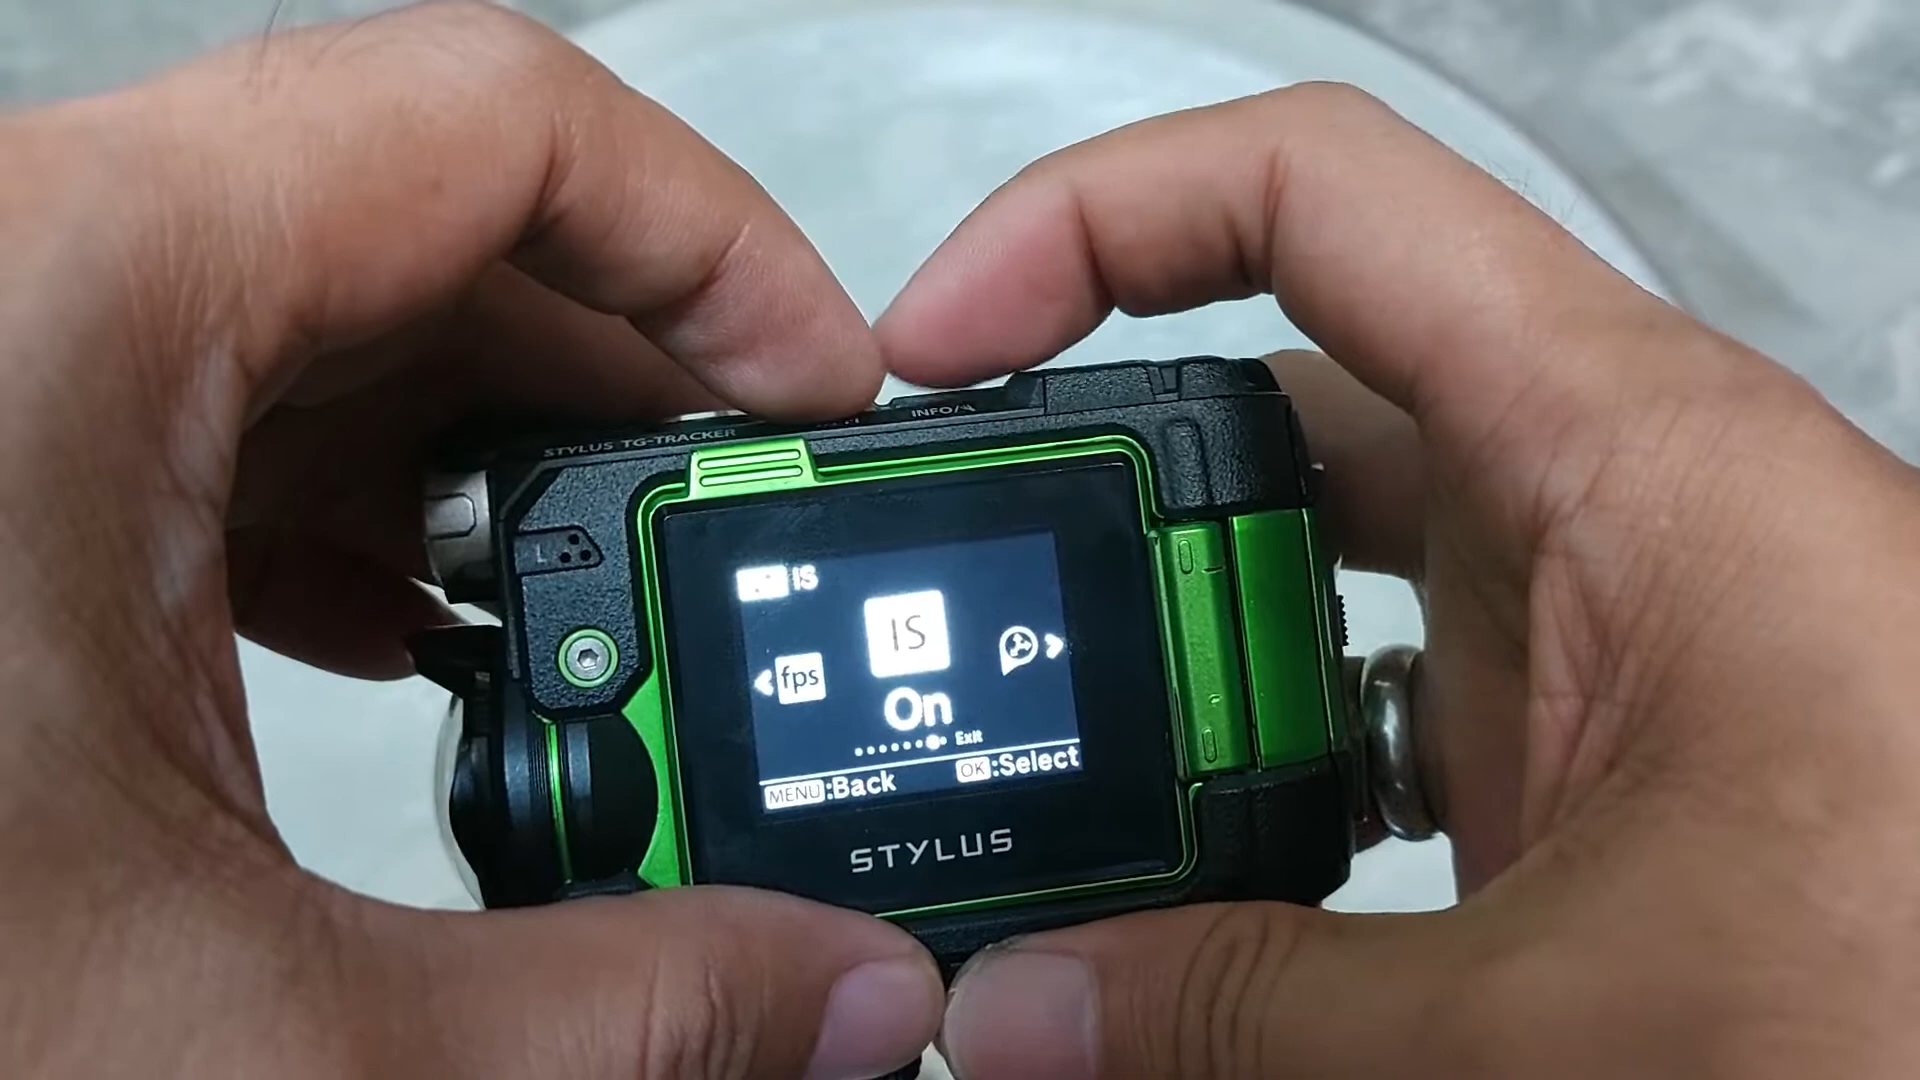 STYLUS TG-TRACKER
INFO/
L
IS
IS
fps
On
Exit
MENU:Back
OK:Select
STYLUS